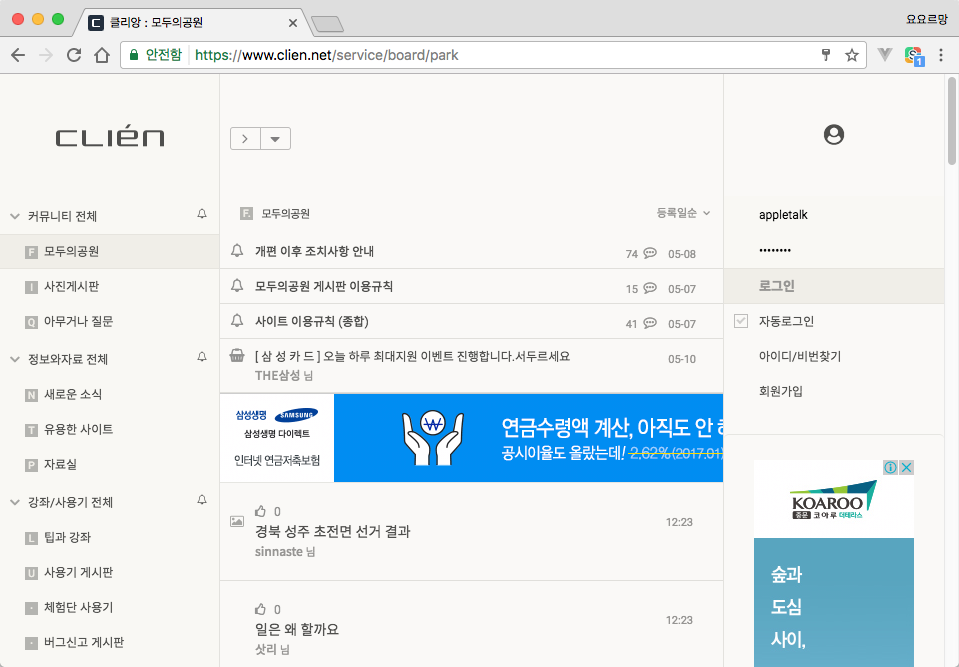 클리앙 : 모두의공원
요요르망
안전함 https://www.clien.net/service/board/park
CLIÉN
커뮤니티 전체
F 모두의공원
I 사진게시판
Q 아무거나 질문
정보와자료 전체
N 새로운 소식
T 유용한 사이트
P 자료실
강좌/사용기 전체
L 팁과 강좌
U 사용기 게시판
· 체험단 사용기
· 버그신고 게시판
F. 모두의공원
등록일순
개편 이후 조치사항 안내 74 05-08
모두의공원 게시판 이용규칙 15 05-07
사이트 이용규칙 (종합) 41 05-07
[ 삼 성 카 드 ] 오늘 하루 최대지원 이벤트 진행합니다.서두르세요 05-10
THE삼성 님
삼성생명 SAMSUNG
삼성생명 다이렉트
인터넷 연금저축보험
연금수령액 계산, 아직도 안
공시이율도 올랐는데! 2.62%(2017.01)
0
경북 성주 초전면 선거 결과 12:23
sinnaste 님
0
일은 왜 할까요 12:23
삿리 님
appletalk
••••••••
로그인
자동로그인
아이디/비번찾기
회원가입
KOAROO
중문 코아루 더테라스
숲과
도심
사이,
1